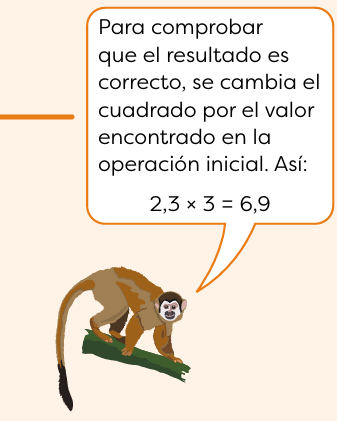 Para comprobar
que el resultado es
correcto, se cambia el
cuadrado por el valor
encontrado en la
operación inicial. Así:
2,3 × 3 = 6,9